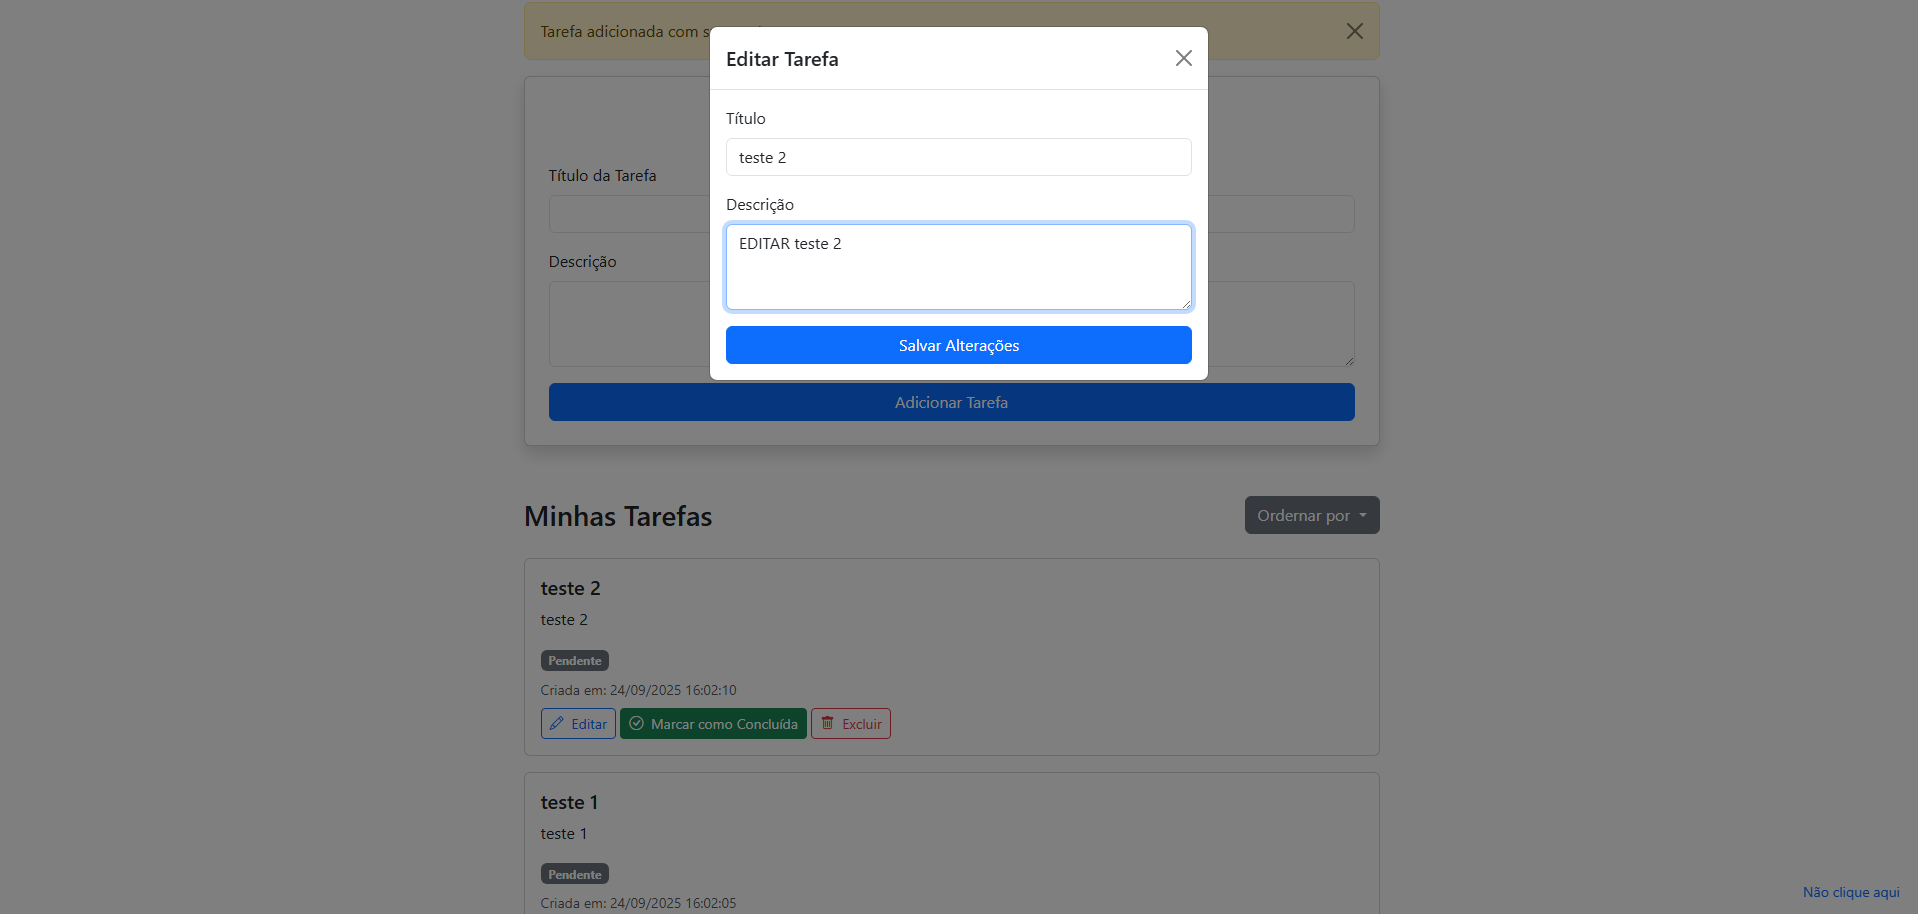 Tarefa adicionada com s
Editar Tarefa
Título
teste 2
Descrição
EDITAR teste 2
Salvar Alterações
Título da Tarefa
Descrição
Adicionar Tarefa
Minhas Tarefas
Ordernar por
teste 2
teste 2
Pendente
Criada em: 24/09/2025 16:02:10
Editar
Marcar como Concluída
Excluir
teste 1
teste 1
Pendente
Criada em: 24/09/2025 16:02:05
Não clique aqui